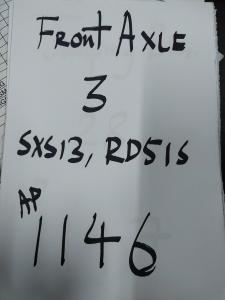 Front AXLE
3
SXS13, RD51S
AP
1146